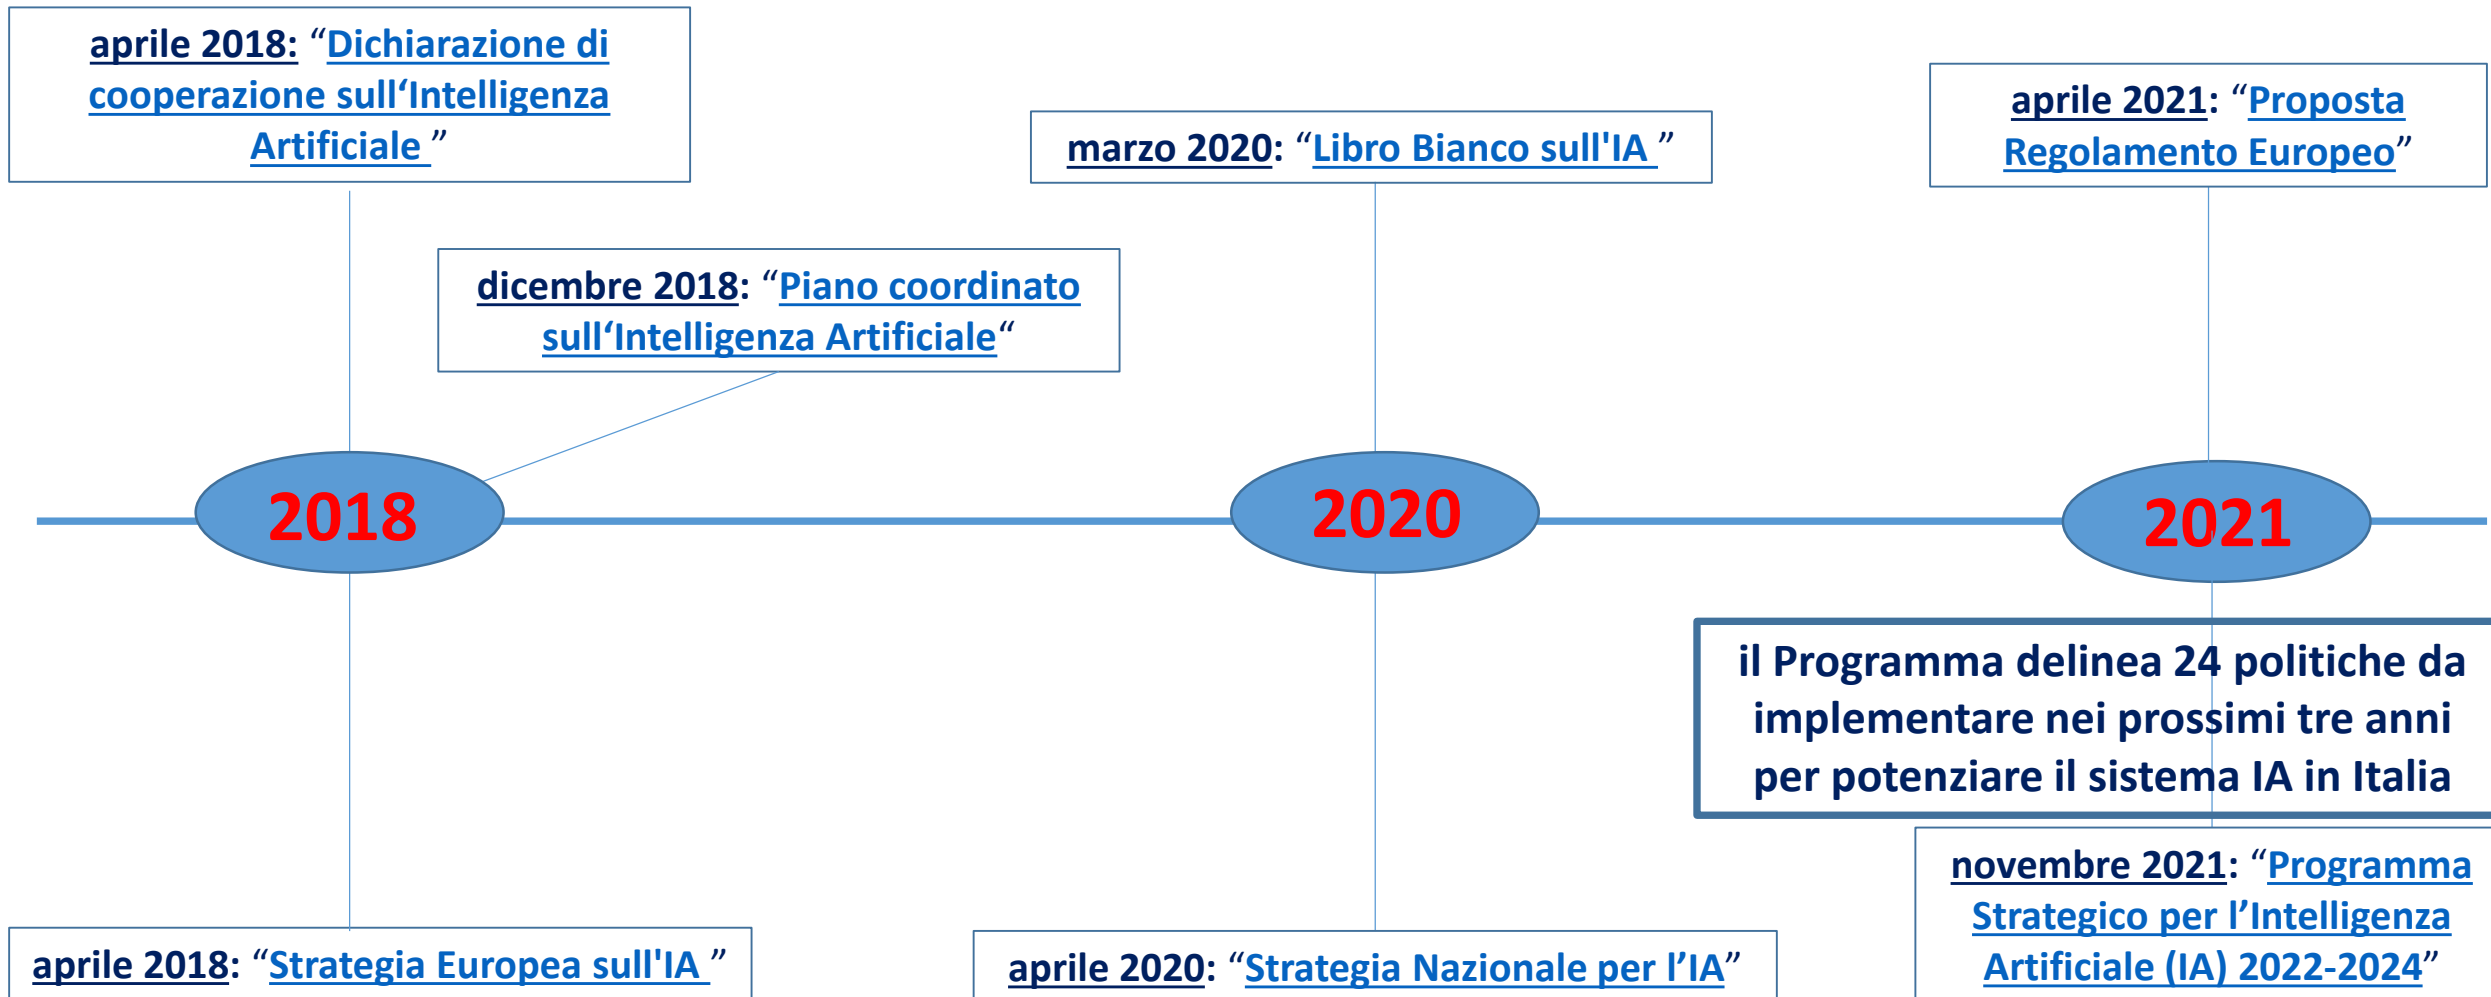 aprile 2018: “Dichiarazione di
cooperazione sull‘Intelligenza
Artificiale ”
marzo 2020: “Libro Bianco sull'IA ”
aprile 2021: “Proposta
Regolamento Europeo”
dicembre 2018: “Piano coordinato
sull‘Intelligenza Artificiale“
2018
2020
2021
il Programma delinea 24 politiche da
implementare nei prossimi tre anni
per potenziare il sistema IA in Italia
aprile 2018: “Strategia Europea sull'IA ”
aprile 2020: “Strategia Nazionale per l’IA”
novembre 2021: “Programma
Strategico per l’Intelligenza
Artificiale (IA) 2022-2024”